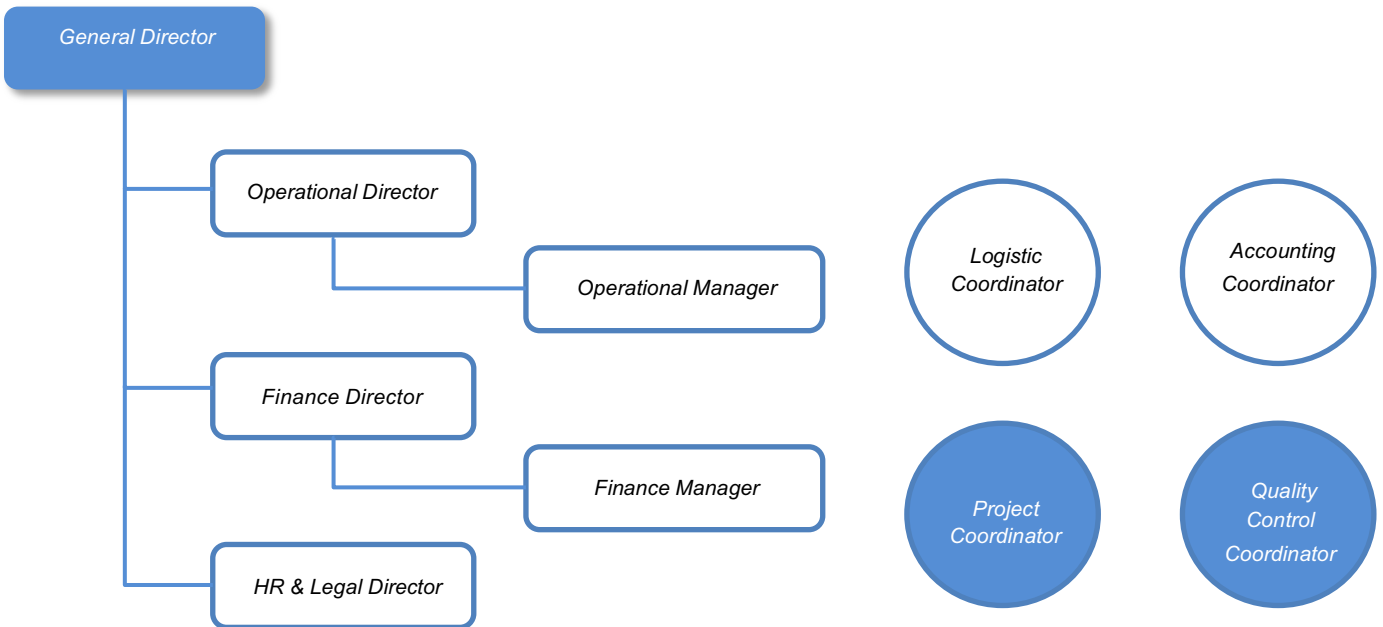 General Director
Operational Director
Operational Manager
Finance Director
Finance Manager
HR & Legal Director
Logistic
Coordinator
Accounting
Coordinator
Project
Coordinator
Quality
Control
Coordinator